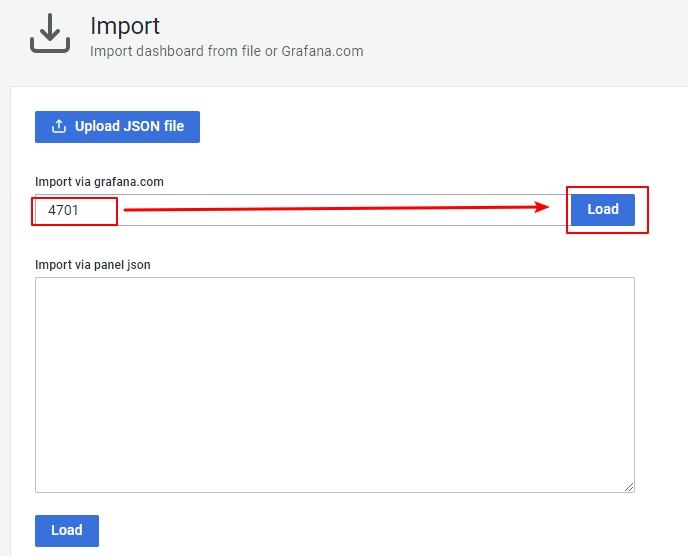 Import
Import dashboard from file or Grafana.com
Upload JSON file
Import via grafana.com
4701
Load
Import via panel json
Load